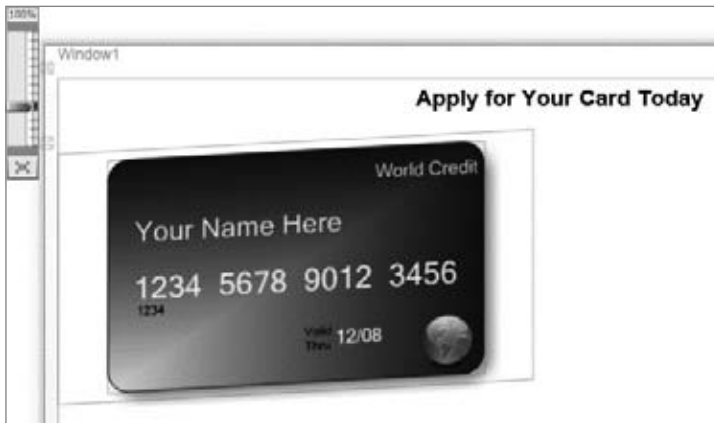 100%
Window1
Apply for Your Card Today
World Credit
Your Name Here
1234 5678 9012 3456
1234
Valid
Thru 12/08